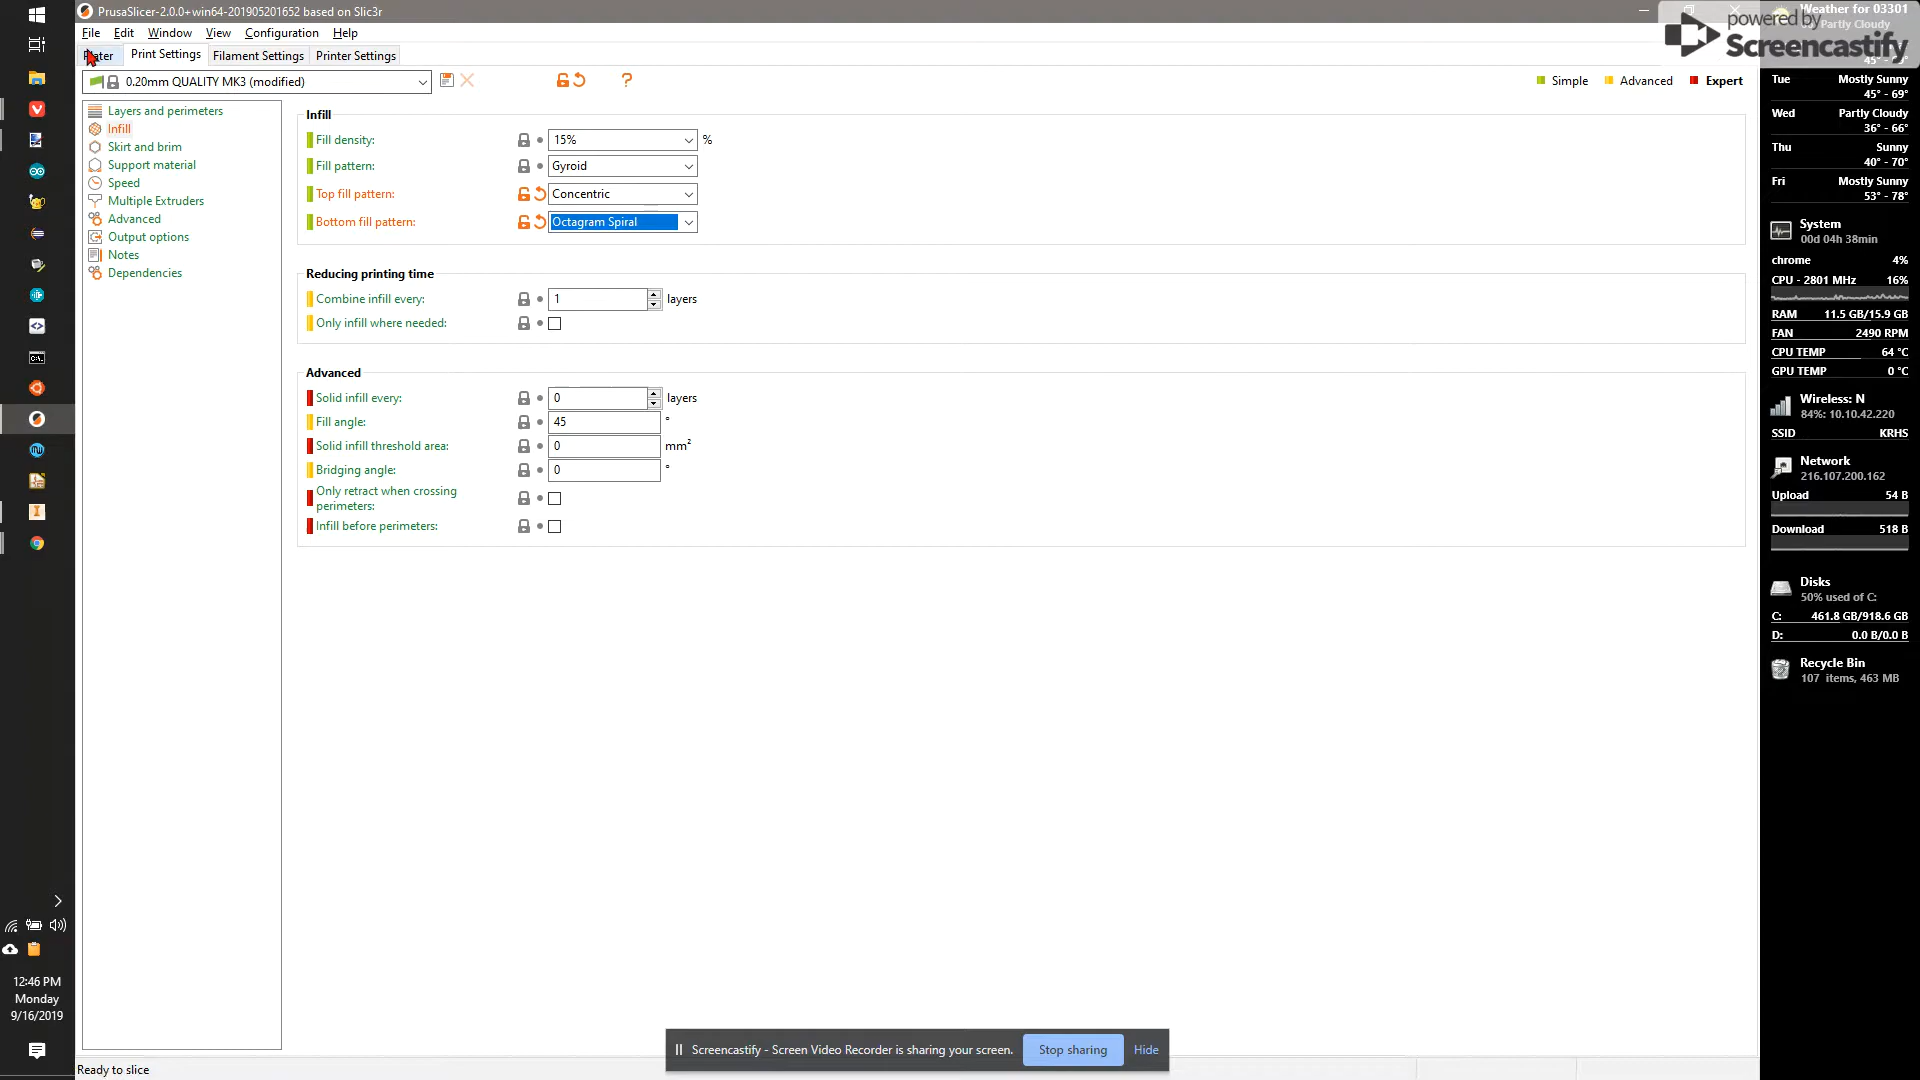 PrusaSlicer-2.0.0+win64-201905201652 based on Slic3r
File Edit Window View Configuration Help
Print Settings Filament Settings Printer Settings
0.20mm QUALITY MK3 (modified)
?
Simple Advanced Expert
Layers and perimeters
Infill
Skirt and brim
Support material
Speed
Multiple Extruders
Advanced
Output options
Notes
Dependencies
Infill
Fill density: 15% %
Fill pattern: Gyroid
Top fill pattern: Concentric
Bottom fill pattern: Octagram Spiral
Reducing printing time
Combine infill every: 1 layers
Only infill where needed:
Advanced
Solid infill every: 0 layers
Fill angle: 45 °
Solid infill threshold area: 0 mm²
Bridging angle: 0 °
Only retract when crossing
perimeters:
Infill before perimeters:
powered by
Screencastify
Weather for 03301
Partly Cloudy
Tue Mostly Sunny
45° - 69°
Wed Partly Cloudy
36° - 66°
Thu Sunny
40° - 70°
Fri Mostly Sunny
53° - 78°
System
00d 04h 38min
chrome 4%
CPU - 2801 MHz 16%
RAM 11.5 GB/15.9 GB
FAN 2490 RPM
CPU TEMP 64 °C
GPU TEMP 0 °C
Wireless: N
84%: 10.10.42.220
SSID KRHS
Network
216.107.200.162
Upload 54 B
Download 518 B
Disks
50% used of C:
C: 461.8 GB/918.6 GB
D: 0.0 B/0.0 B
Recycle Bin
107 items, 463 MB
12:46 PM
Monday
9/16/2019
Screencastify - Screen Video Recorder is sharing your screen. Stop sharing Hide
Ready to slice